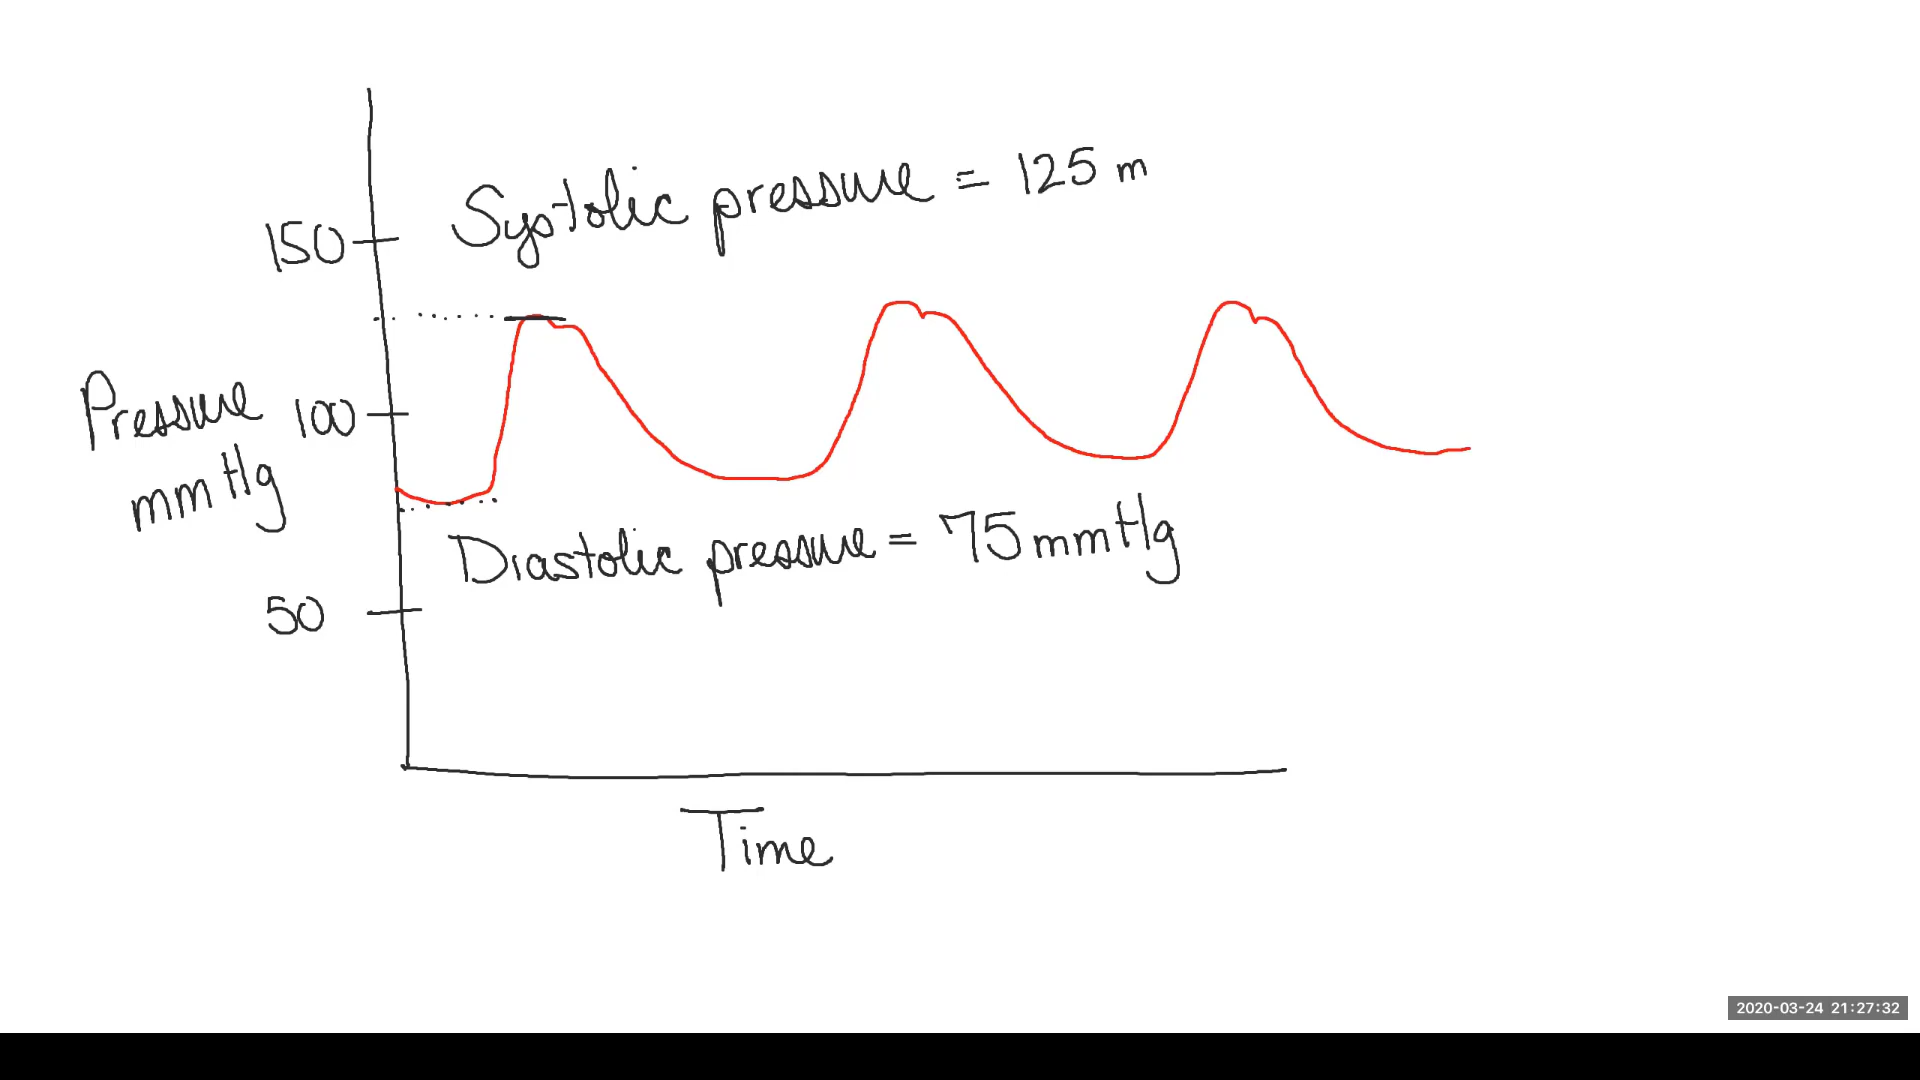 Systolic pressure = 125 m
150
Pressure
mmHg
100
Diastolic pressure = 75 mmHg
50
Time
2020-03-24 21:27:32